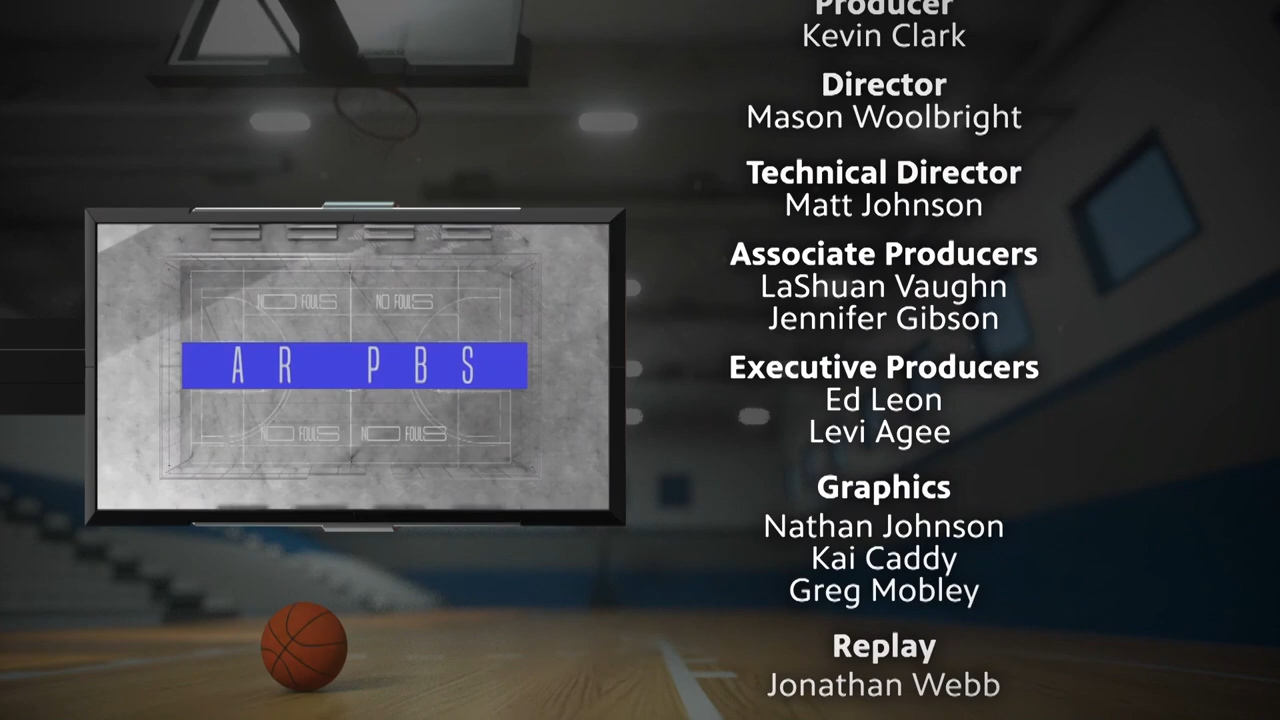 Producer
Kevin Clark
Director
Mason Woolbright
Technical Director
Matt Johnson
Associate Producers
LaShuan Vaughn
Jennifer Gibson
Executive Producers
Ed Leon
Levi Agee
Graphics
Nathan Johnson
Kai Caddy
Greg Mobley
Replay
Jonathan Webb
NO FOULS NO FOULS
AR PBS
NO FOULS NO FOULS